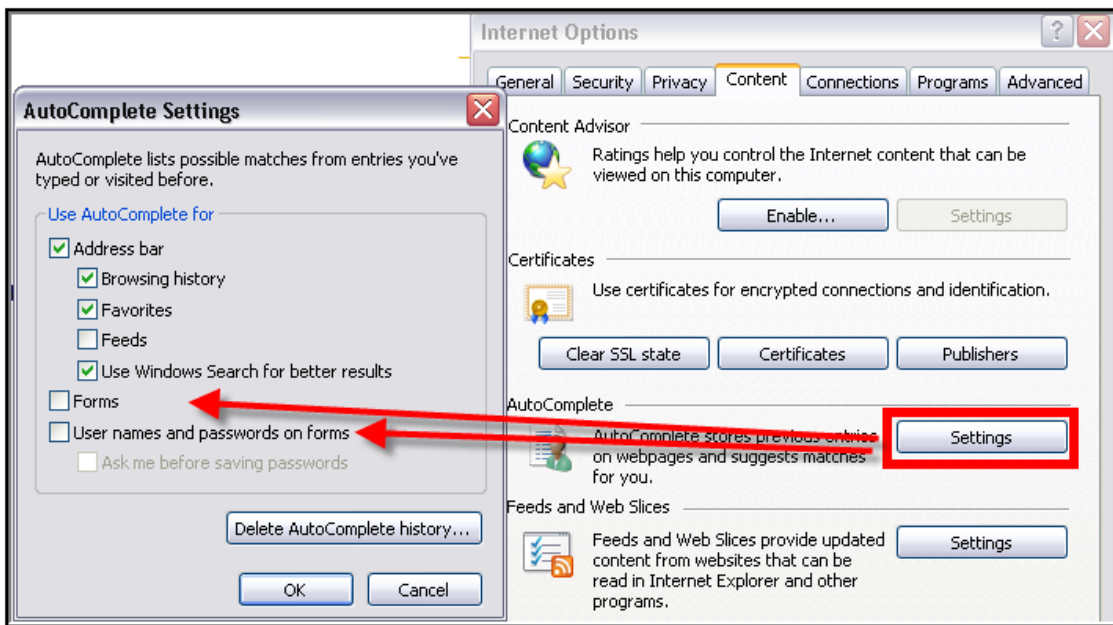 Internet Options
General Security Privacy Content Connections Programs Advanced
Content Advisor
Ratings help you control the Internet content that can be
viewed on this computer.
Enable... Settings
Certificates
Use certificates for encrypted connections and identification.
Clear SSL state Certificates Publishers
AutoComplete
AutoComplete stores previous entries
on webpages and suggests matches
for you.
Settings
Feeds and Web Slices
Feeds and Web Slices provide updated
content from websites that can be
read in Internet Explorer and other
programs.
Settings
AutoComplete Settings
AutoComplete lists possible matches from entries you've
typed or visited before.
Use AutoComplete for
Address bar
Browsing history
Favorites
Feeds
Use Windows Search for better results
Forms
User names and passwords on forms
Ask me before saving passwords
Delete AutoComplete history...
OK Cancel